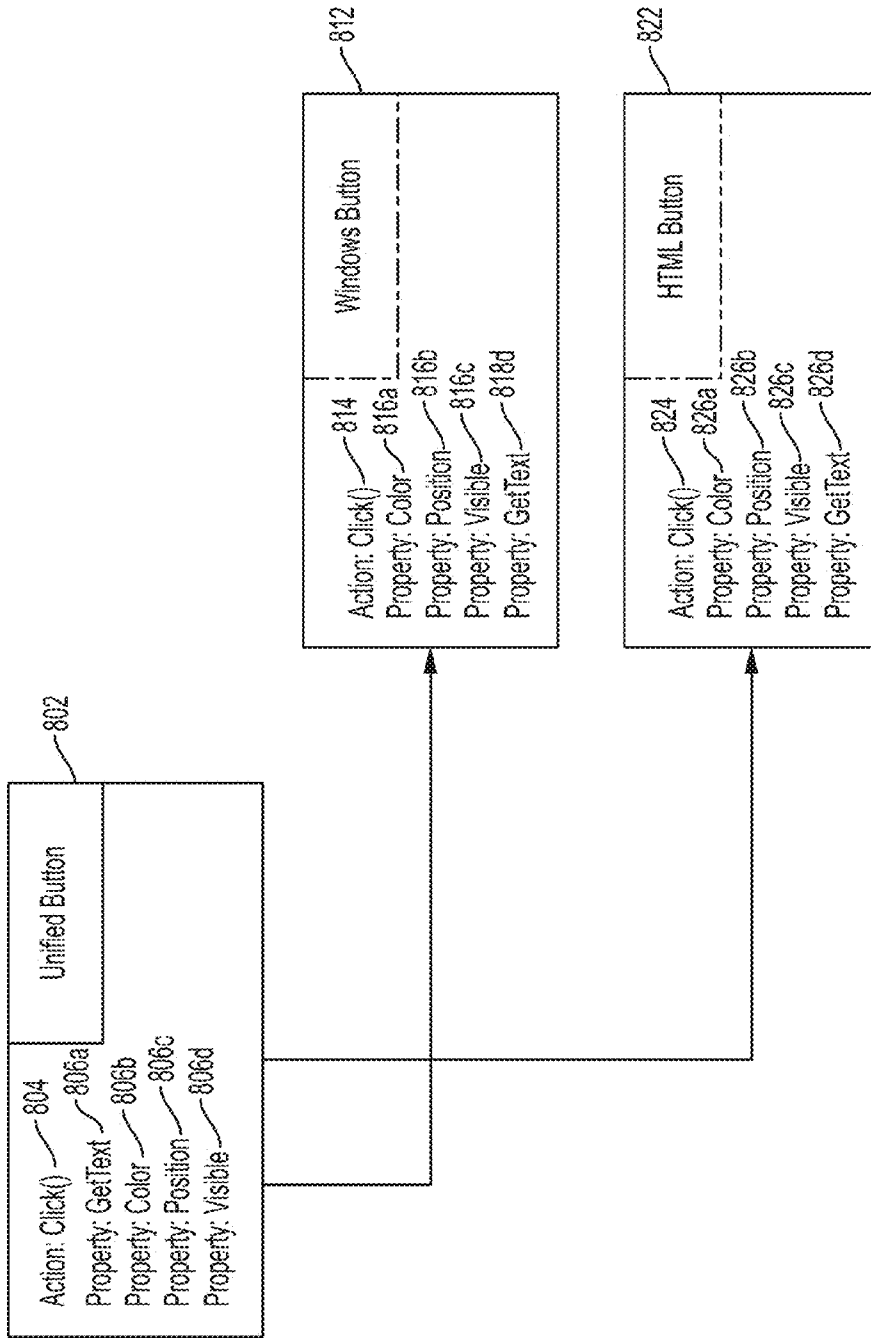 802
Unified Button
Action: Click() 804
Property: GetText 806a
Property: Color 806b
Property: Position 806c
Property: Visible 806d
812
Windows Button
Action: Click() 814
Property: Color 816a
Property: Position 816b
Property: Visible 816c
Property: GetText 818d
822
HTML Button
Action: Click() 824
Property: Color 826a
Property: Position 826b
Property: Visible 826c
Property: GetText 826d